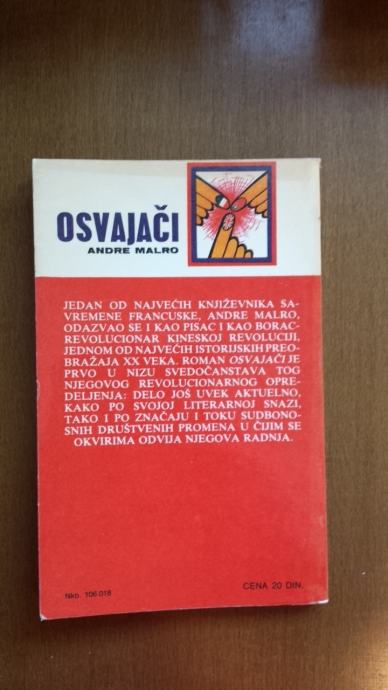 OSVAJAČI
ANDRE MALRO
JEDAN OD NAJVEĆIH KNJIŽEVNIKA SA-
VREMENE FRANCUSKE, ANDRE MALRO,
ODAZVAO SE I KAO PISAC I KAO BORAC-
REVOLUCIONAR KINESKOJ REVOLUCIJI,
JEDNOM OD NAJVEĆIH ISTORIJSKIH PREO-
BRAŽAJA XX VEKA. ROMAN OSVAJAČI JE
PRVO U NIZU SVEDOČANSTAVA TOG
NJEGOVOG REVOLUCIONARNOG OPRE-
DELJENJA: DELO JOŠ UVEK AKTUELNO,
KAKO PO SVOJOJ LITERARNOJ SNAZI,
TAKO I PO ZNAČAJU I TOKU SUDBONO-
SNIH DRUŠTVENIH PROMENA U ČIJIM SE
OKVIRIMA ODVIJA NJEGOVA RADNJA.
Nkb. 106.018
CENA 20 DIN.